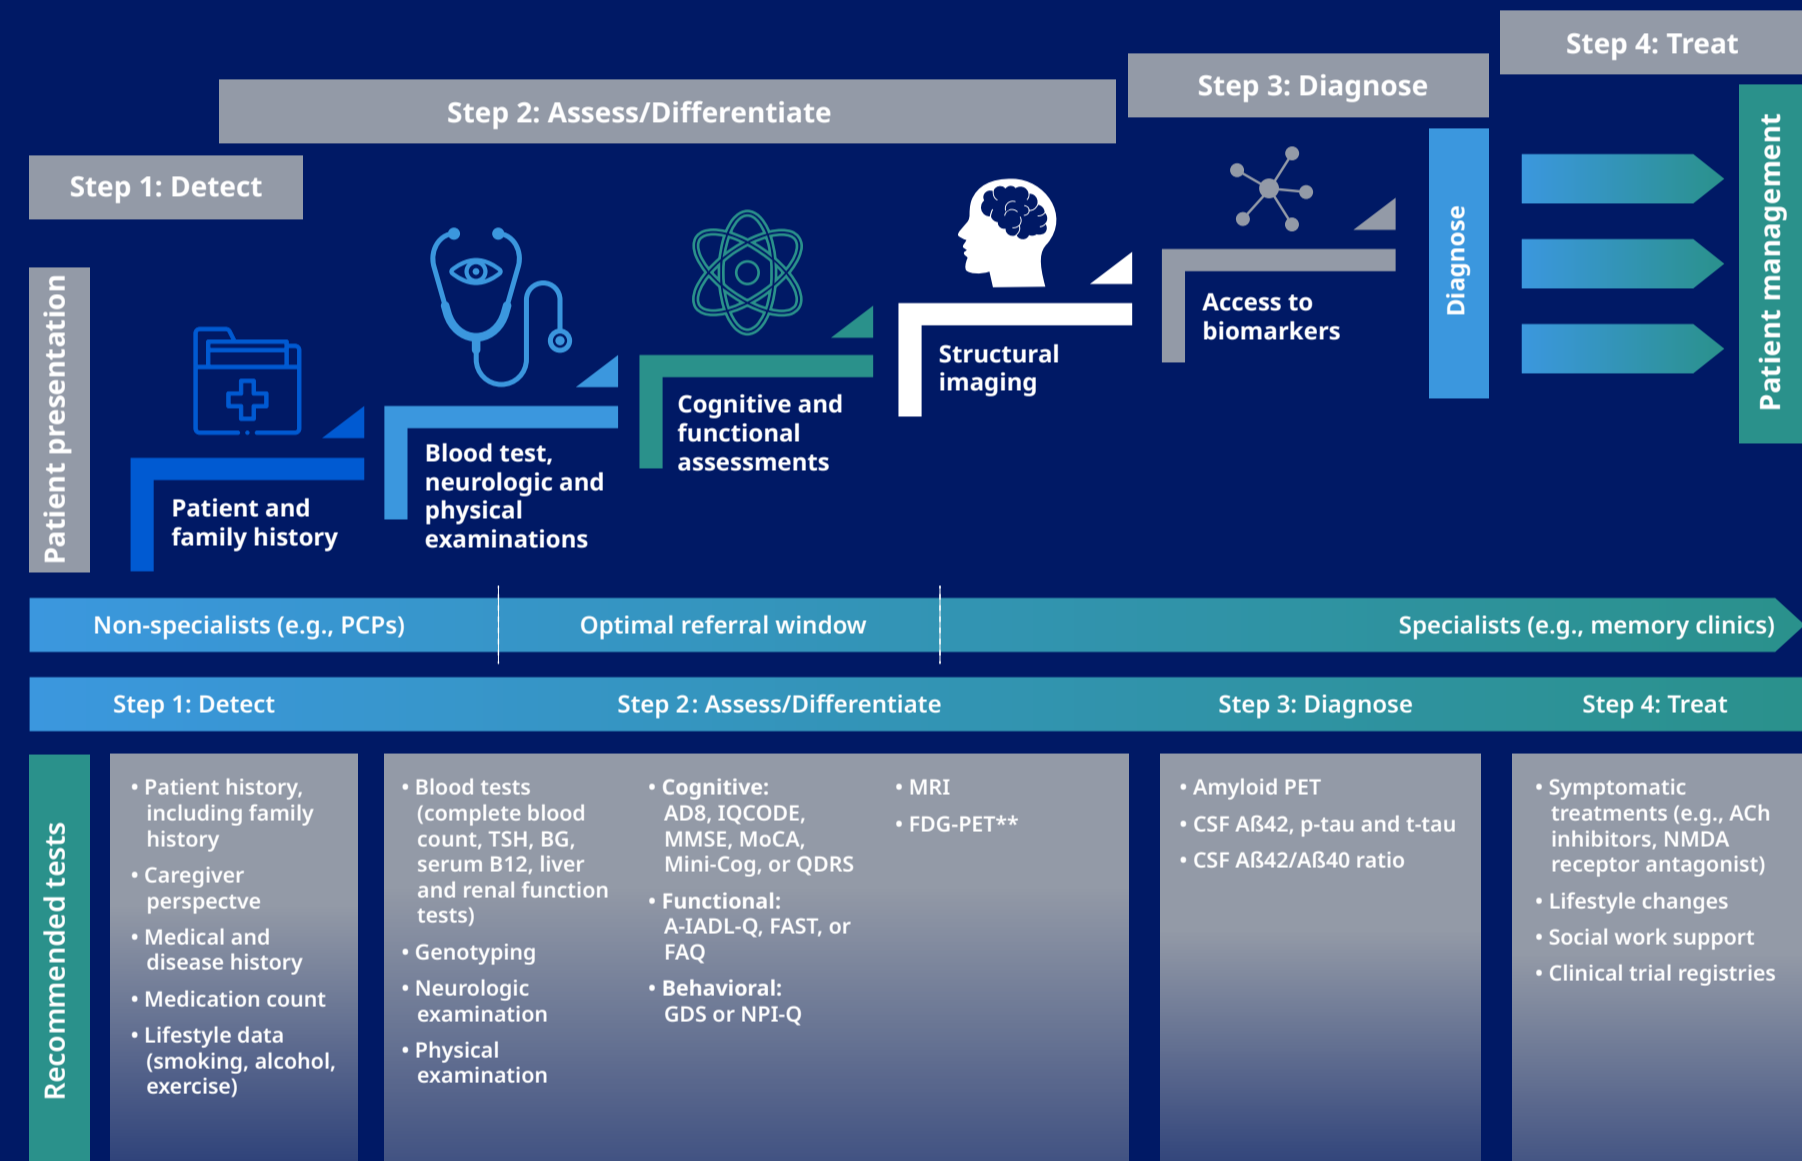 Step 4: Treat
Step 3: Diagnose
Step 2: Assess/Differentiate
Step 1: Detect
Patient presentation
Patient and
family history
Blood test,
neurologic and
physical
examinations
Cognitive and
functional
assessments
Structural
imaging
Access to
biomarkers
Diagnose
Patient management
Non-specialists (e.g., PCPs)
Optimal referral window
Specialists (e.g., memory clinics)
Step 1: Detect
Step 2: Assess/Differentiate
Step 3: Diagnose
Step 4: Treat
Recommended tests
• Patient history,
including family
history
• Caregiver
perspectve
• Medical and
disease history
• Medication count
• Lifestyle data
(smoking, alcohol,
exercise)
• Blood tests
(complete blood
count, TSH, BG,
serum B12, liver
and renal function
tests)
• Genotyping
• Neurologic
examination
• Physical
examination
• Cognitive:
AD8, IQCODE,
MMSE, MoCA,
Mini-Cog, or QDRS
• Functional:
A-IADL-Q, FAST, or
FAQ
• Behavioral:
GDS or NPI-Q
• MRI
• FDG-PET**
• Amyloid PET
• CSF Aß42, p-tau and t-tau
• CSF Aß42/Aß40 ratio
• Symptomatic
treatments (e.g., ACh
inhibitors, NMDA
receptor antagonist)
• Lifestyle changes
• Social work support
• Clinical trial registries